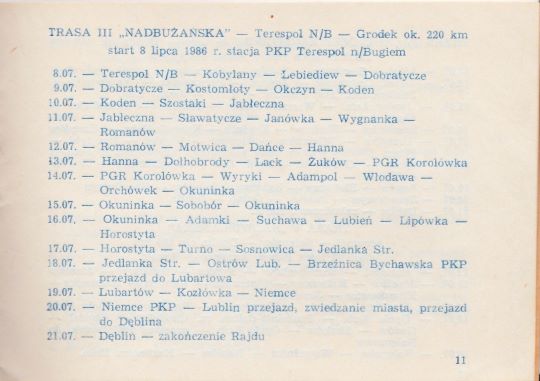 TRASA III „NADBUŻAŃSKA" — Terespol N/B — Grodek ok. 220 km
start 8 lipca 1986 r. stacja PKP Terespol n/Bugiem
8.07. — Terespol N/B — Kobylany — Łebiediew — Dobratycze
9.07. — Dobratycze — Kostomłoty — Okczyn — Koden
10.07. — Koden — Szostaki — Jabłeczna
11.07. — Jabłeczna — Sławatycze — Janówka — Wygnanka —
Romanów
12.07. — Romanów — Motwica — Dańce — Hanna
13.07. — Hanna — Dołhobrody — Lack — Żuków — PGR Korolówka
14.07. — PGR Korolówka — Wyryki — Adampol — Włodawa —
Orchówek — Okuninka
15.07. — Okuninka — Sobobór — Okuninka
16.07. — Okuninka — Adamki — Suchawa — Lubień — Lipówka —
Horostyta
17.07. — Horostyta — Turno — Sosnowica — Jedlanka Str.
18.07. — Jedlanka Str. — Ostrów Lub. — Brzeźnica Bychawska PKP
przejazd do Lubartowa
19.07. — Lubartów — Kozłówka — Niemce
20.07. — Niemce PKP — Lublin przejazd, zwiedzanie miasta, przejazd
do Dęblina
21.07. — Dęblin — zakończenie Rajdu
11